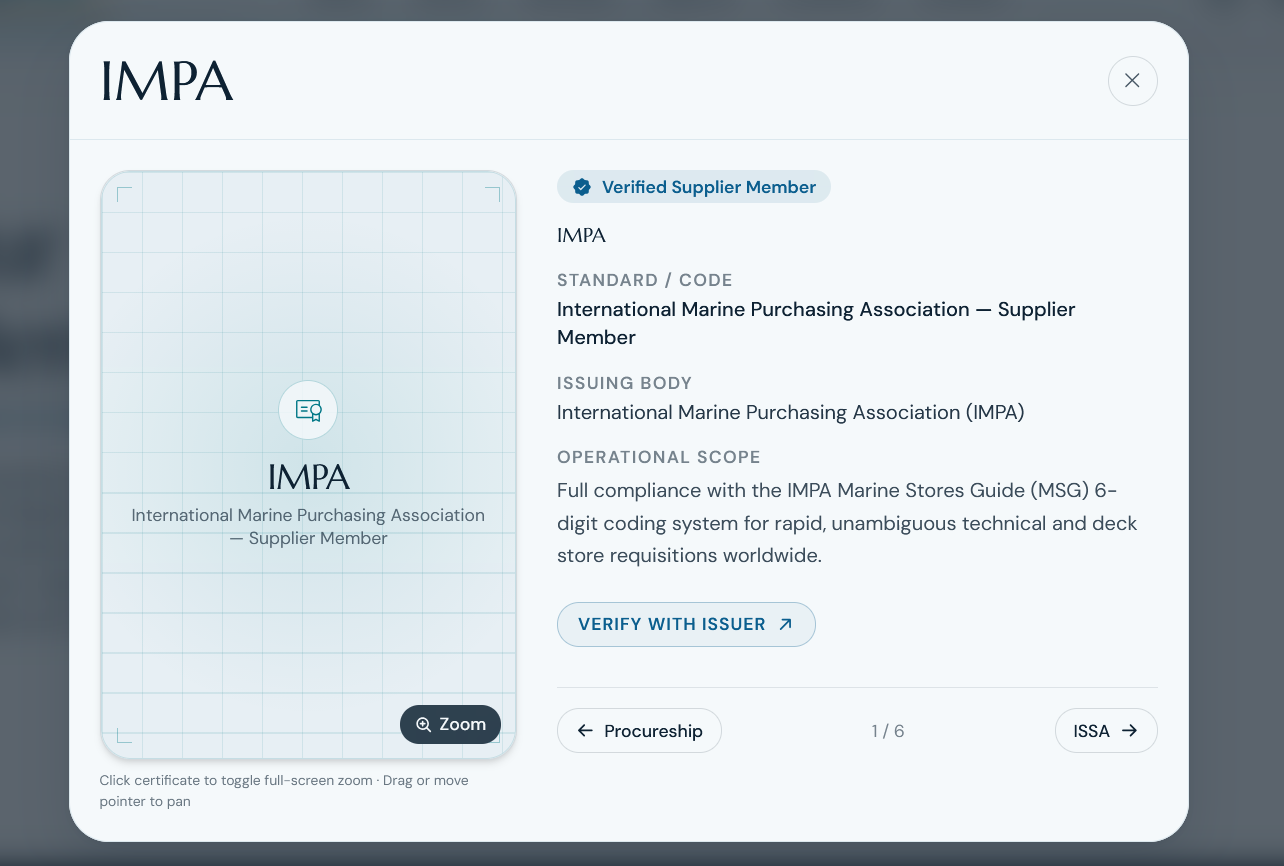 IMPA
IMPA
International Marine Purchasing Association
— Supplier Member
Zoom
Click certificate to toggle full-screen zoom · Drag or move
pointer to pan
Verified Supplier Member
IMPA
STANDARD / CODE
International Marine Purchasing Association — Supplier
Member
ISSUING BODY
International Marine Purchasing Association (IMPA)
OPERATIONAL SCOPE
Full compliance with the IMPA Marine Stores Guide (MSG) 6-
digit coding system for rapid, unambiguous technical and deck
store requisitions worldwide.
VERIFY WITH ISSUER
Procureship
1 / 6
ISSA